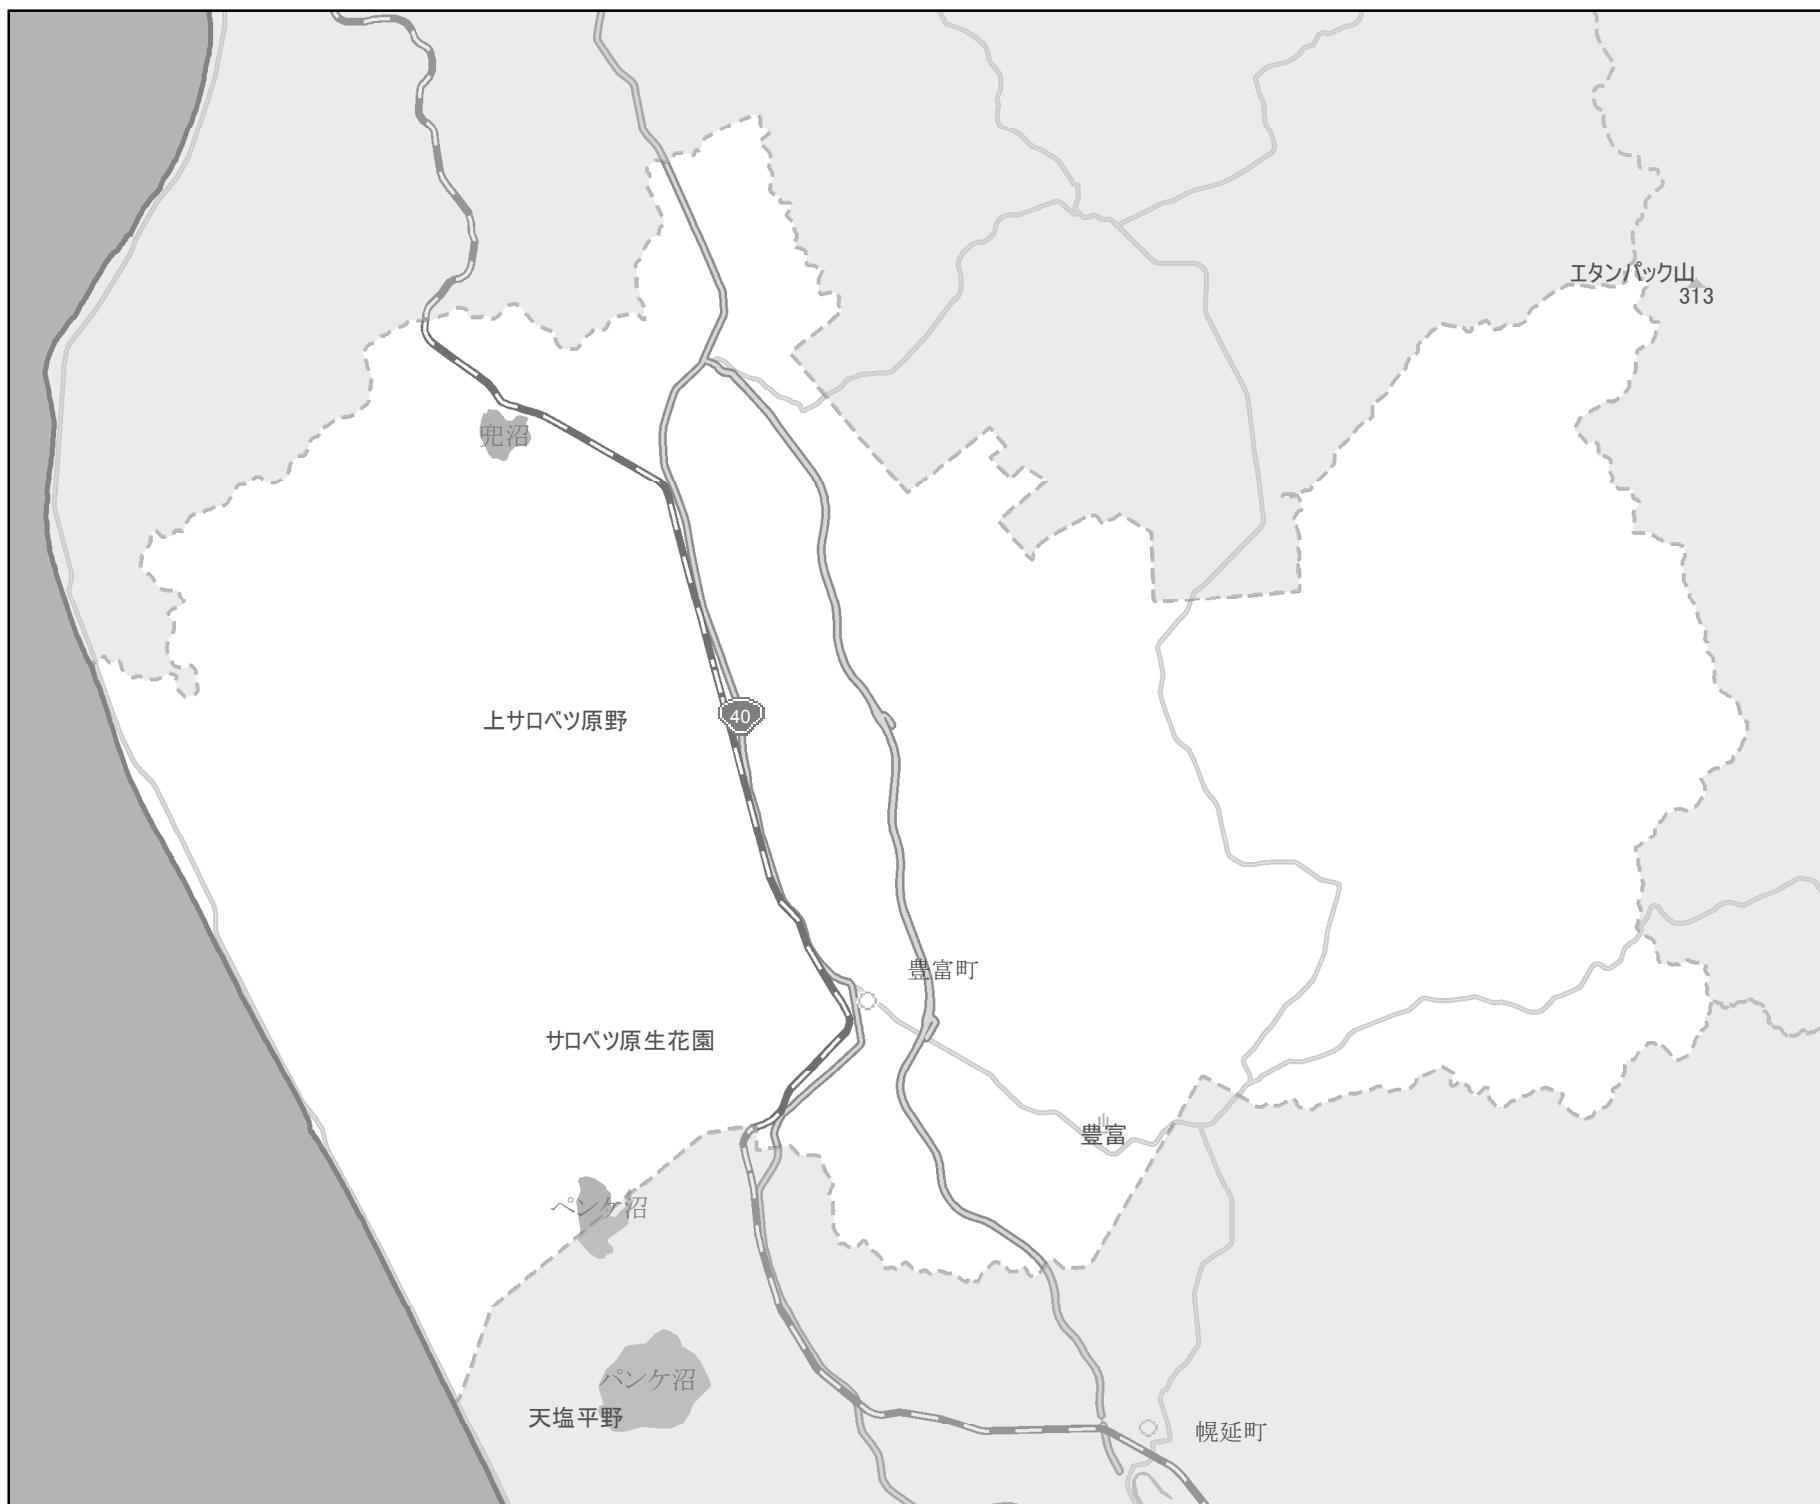 エタンパック山
313
兜沼
上サロベツ原野
40
豊富町
サロベツ原生花園
豊富
ペンケ沼
パンケ沼
天塩平野
幌延町